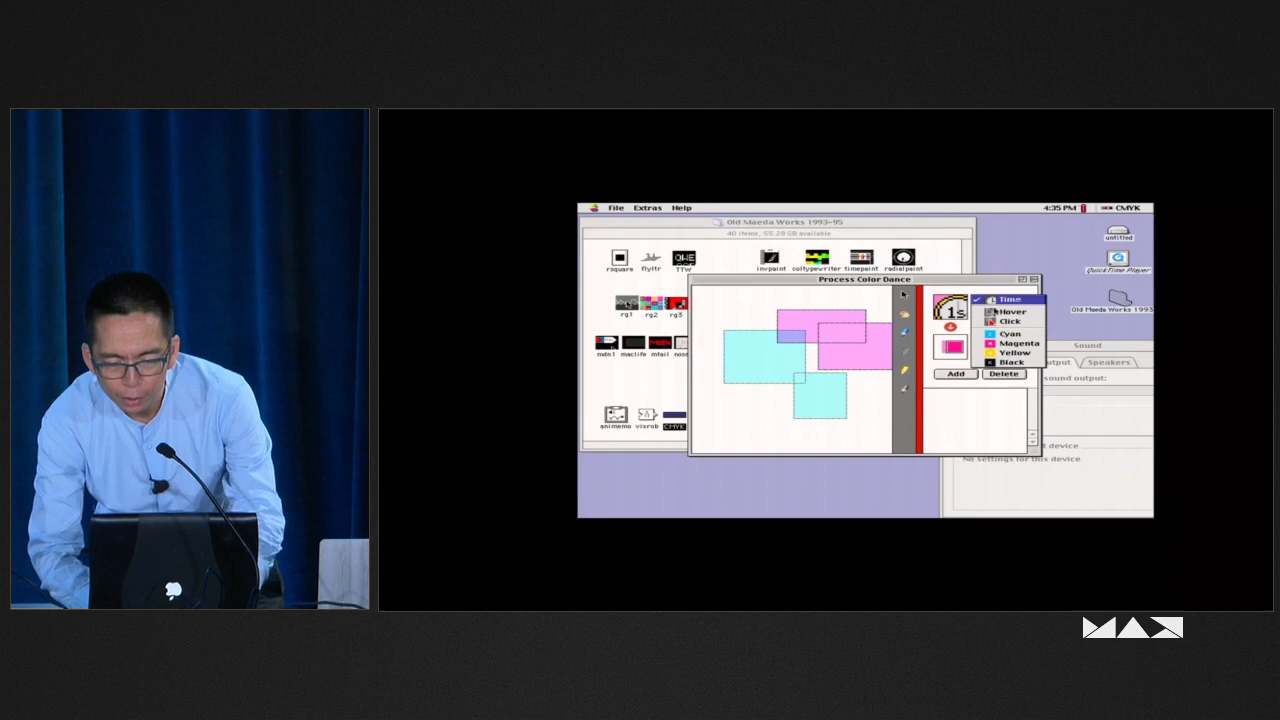 File Extras Help
4:35 PM CMYK
Old Maeda Works 1993-95
40 items, 55.28 GB available
rsquare flyltr TTW invpaint coltypewriter timepaint radialpaint
untitled
QuickTime Player
Old Maeda Works 1993
rg1 rg2 rg3
mdn1 maclife mtail
animemo visrob CMYK
Process Color Dance
1s
Time
Hover
Click
Cyan
Magenta
Yellow
Black
Add Delete
Sound
Speakers
sound output:
device
No settings for this device
MAX